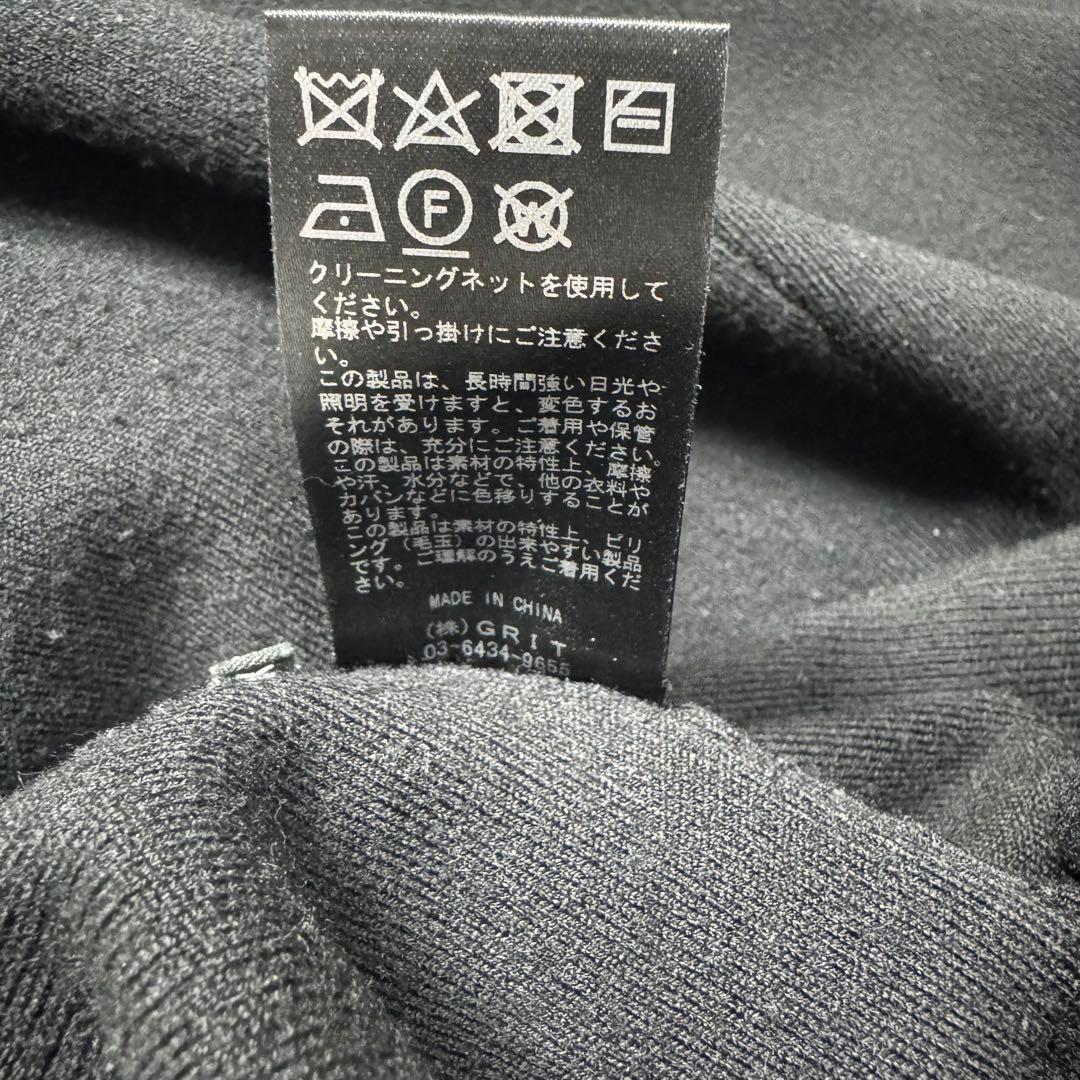 F W
クリーニングネットを使用して
ください。
摩擦や引っ掛けにご注意くださ
い。
この製品は、長時間強い日光や
照明を受けますと、変色するお
それがあります。ご着用や保管
の際は、充分にご注意ください。
この製品は素材の特性上、摩擦
や汗、水分などで、他の衣料や
カバンなどに色移りすることが
あります。
この製品は素材の特性上、ピリ
ング(毛玉)の出来やすい製品
です。ご理解のうえご着用くだ
さい。
MADE IN CHINA
(株)GRIT
03-6434-9655